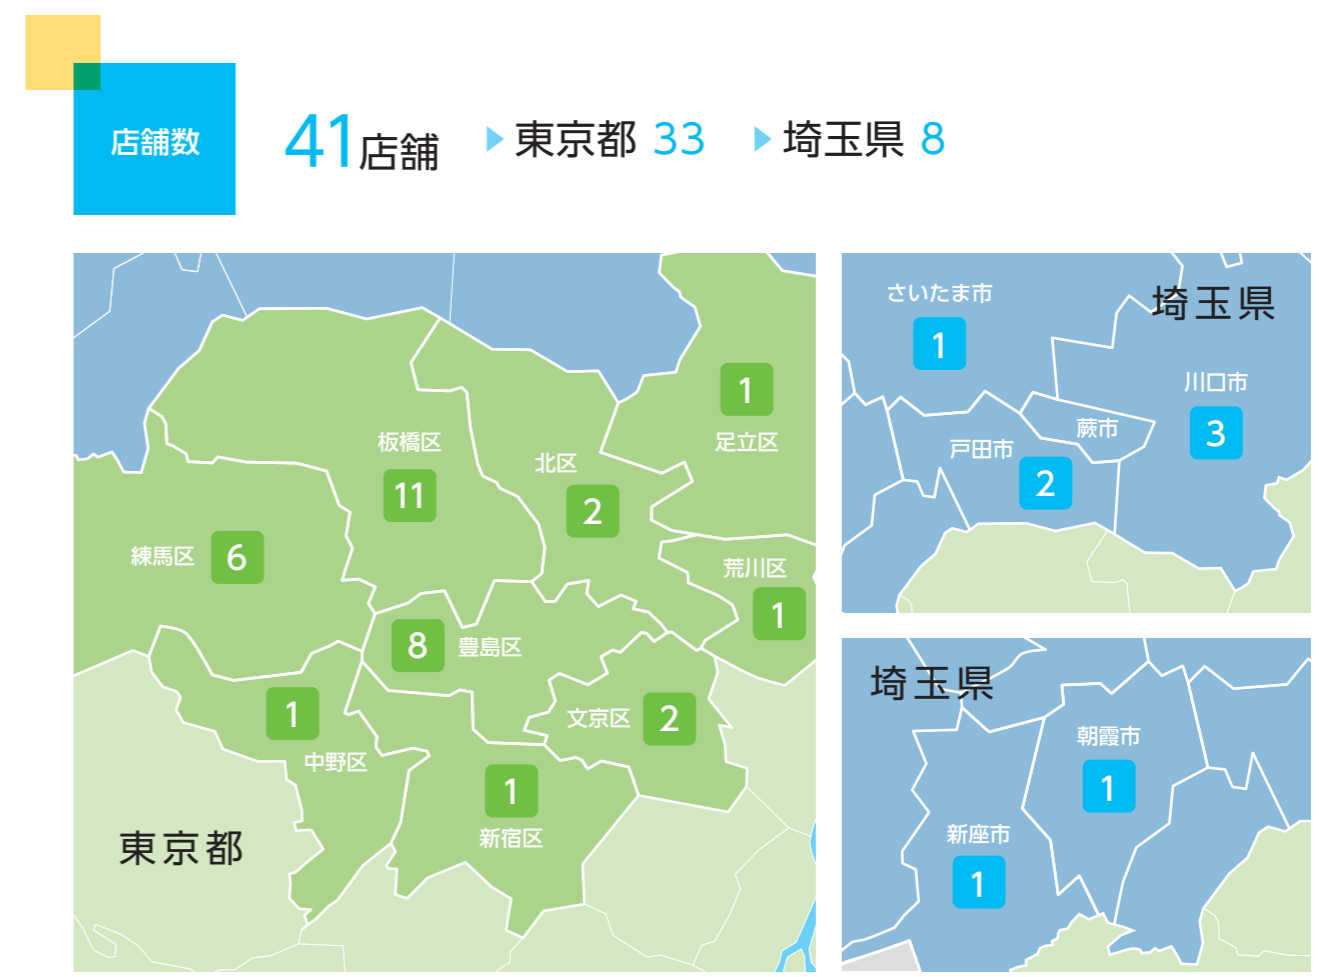 店舗数
41店舗 ▶東京都 33 ▶埼玉県 8
1
足立区
板橋区
11
北区
2
練馬区 6
荒川区
1
8 豊島区
1
中野区
文京区 2
1
新宿区
東京都
さいたま市
1
埼玉県
川口市
3
蕨市
戸田市
2
埼玉県
朝霞市
1
新座市
1